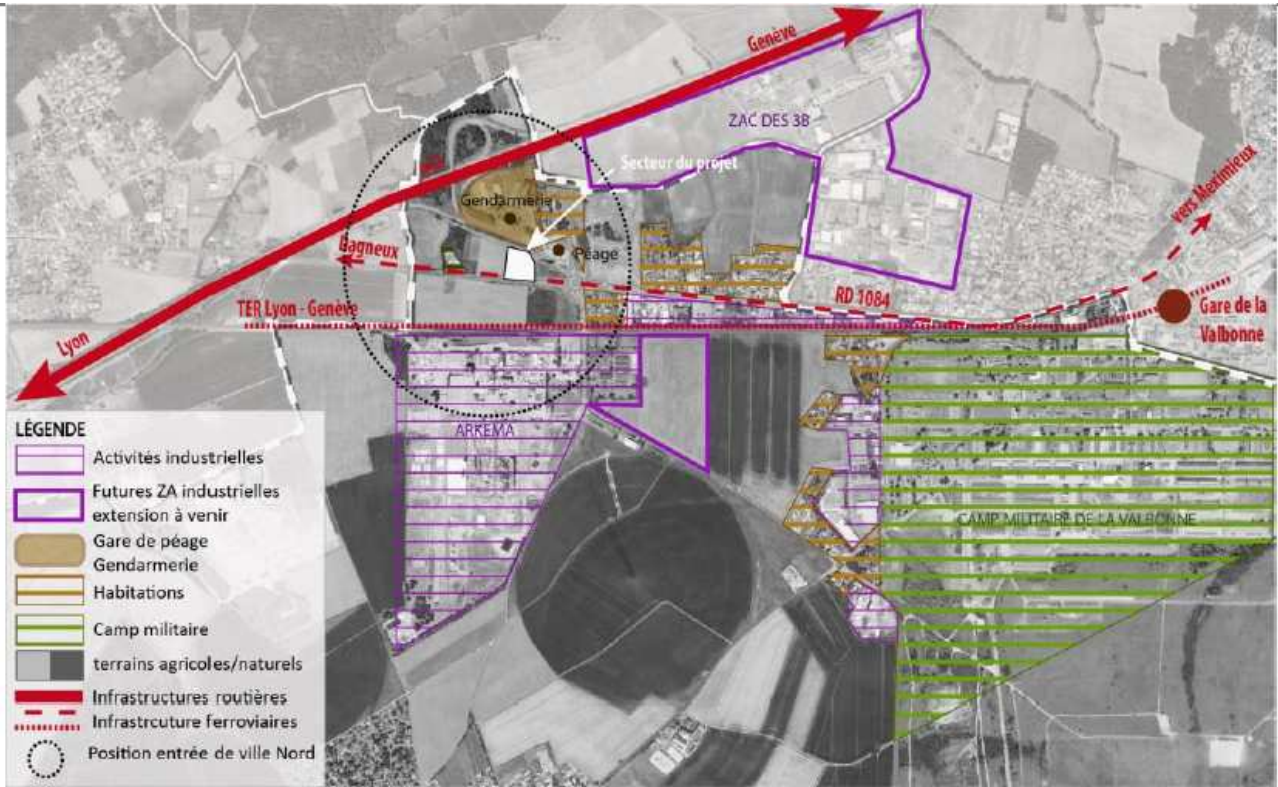 Genève
ZAC DES 3B
Secteur du projet
Gendarmerie
vers Meximieux
Dagneux
Péage
RD 1084
TER Lyon - Genève
Gare de la
Valbonne
Lyon
ARKEMA
CAMP MILITAIRE DE LA VALBONNE
LÉGENDE
Activités industrielles
Futures ZA industrielles
extension à venir
Gare de péage
Gendarmerie
Habitations
Camp militaire
terrains agricoles/naturels
Infrastructures routières
Infrastrcuture ferroviaires
Position entrée de ville Nord